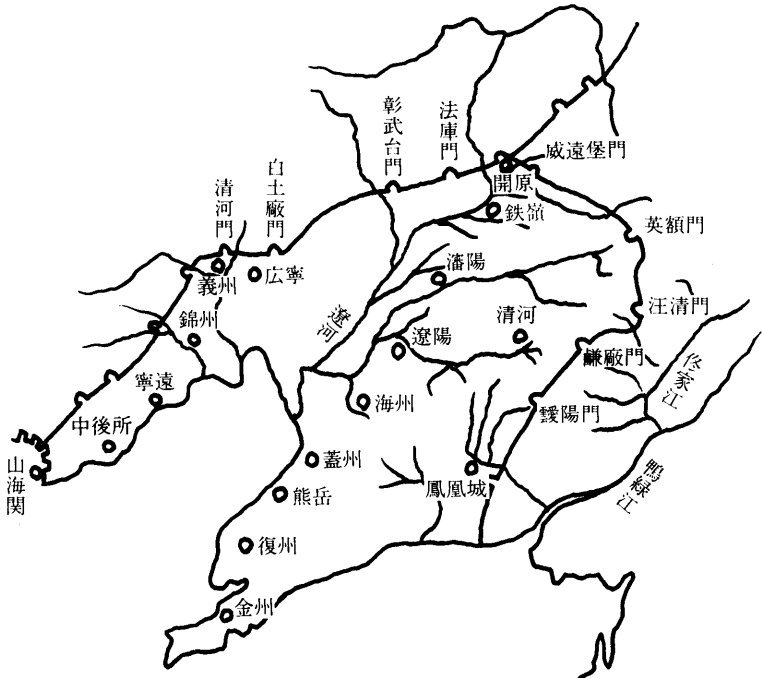 彰武台門
法庫門
威遠堡門
開原
鉄嶺
白土廠門
清河門
英額門
義州
広寧
瀋陽
汪清門
遼河
錦州
遼陽
清河
鹻廠門
佟家江
寧遠
海州
靉陽門
中後所
山海関
蓋州
鳳凰城
鴨緑江
熊岳
復州
金州